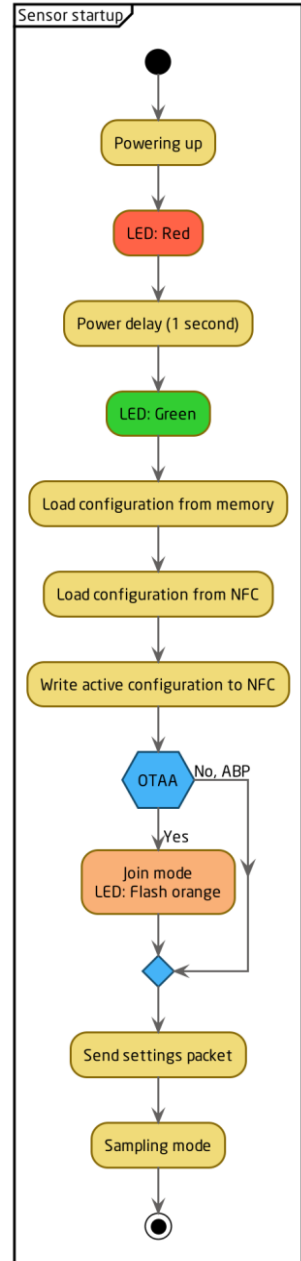 Sensor startup
Powering up
LED: Red
Power delay (1 second)
LED: Green
Load configuration from memory
Load configuration from NFC
Write active configuration to NFC
OTAA
No, ABP
Yes
Join mode
LED: Flash orange
Send settings packet
Sampling mode